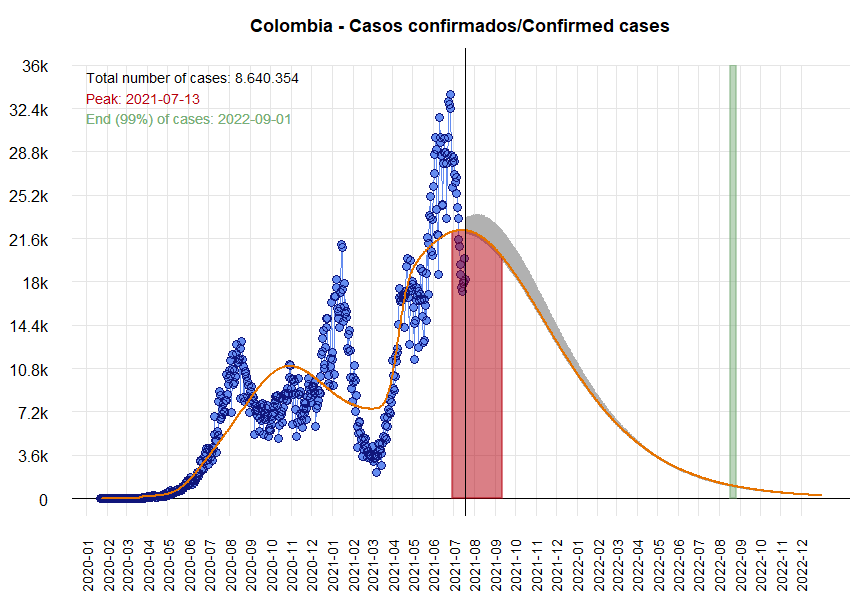 Colombia - Casos confirmados/Confirmed cases
36k
Total number of cases: 8.640.354
Peak: 2021-07-13
End (99%) of cases: 2022-09-01
32.4k
28.8k
25.2k
21.6k
18k
14.4k
10.8k
7.2k
3.6k
0
2020-01
2020-02
2020-03
2020-04
2020-05
2020-06
2020-07
2020-08
2020-09
2020-10
2020-11
2020-12
2021-01
2021-02
2021-03
2021-04
2021-05
2021-06
2021-07
2021-08
2021-09
2021-10
2021-11
2021-12
2022-01
2022-02
2022-03
2022-04
2022-05
2022-06
2022-07
2022-08
2022-09
2022-10
2022-11
2022-12